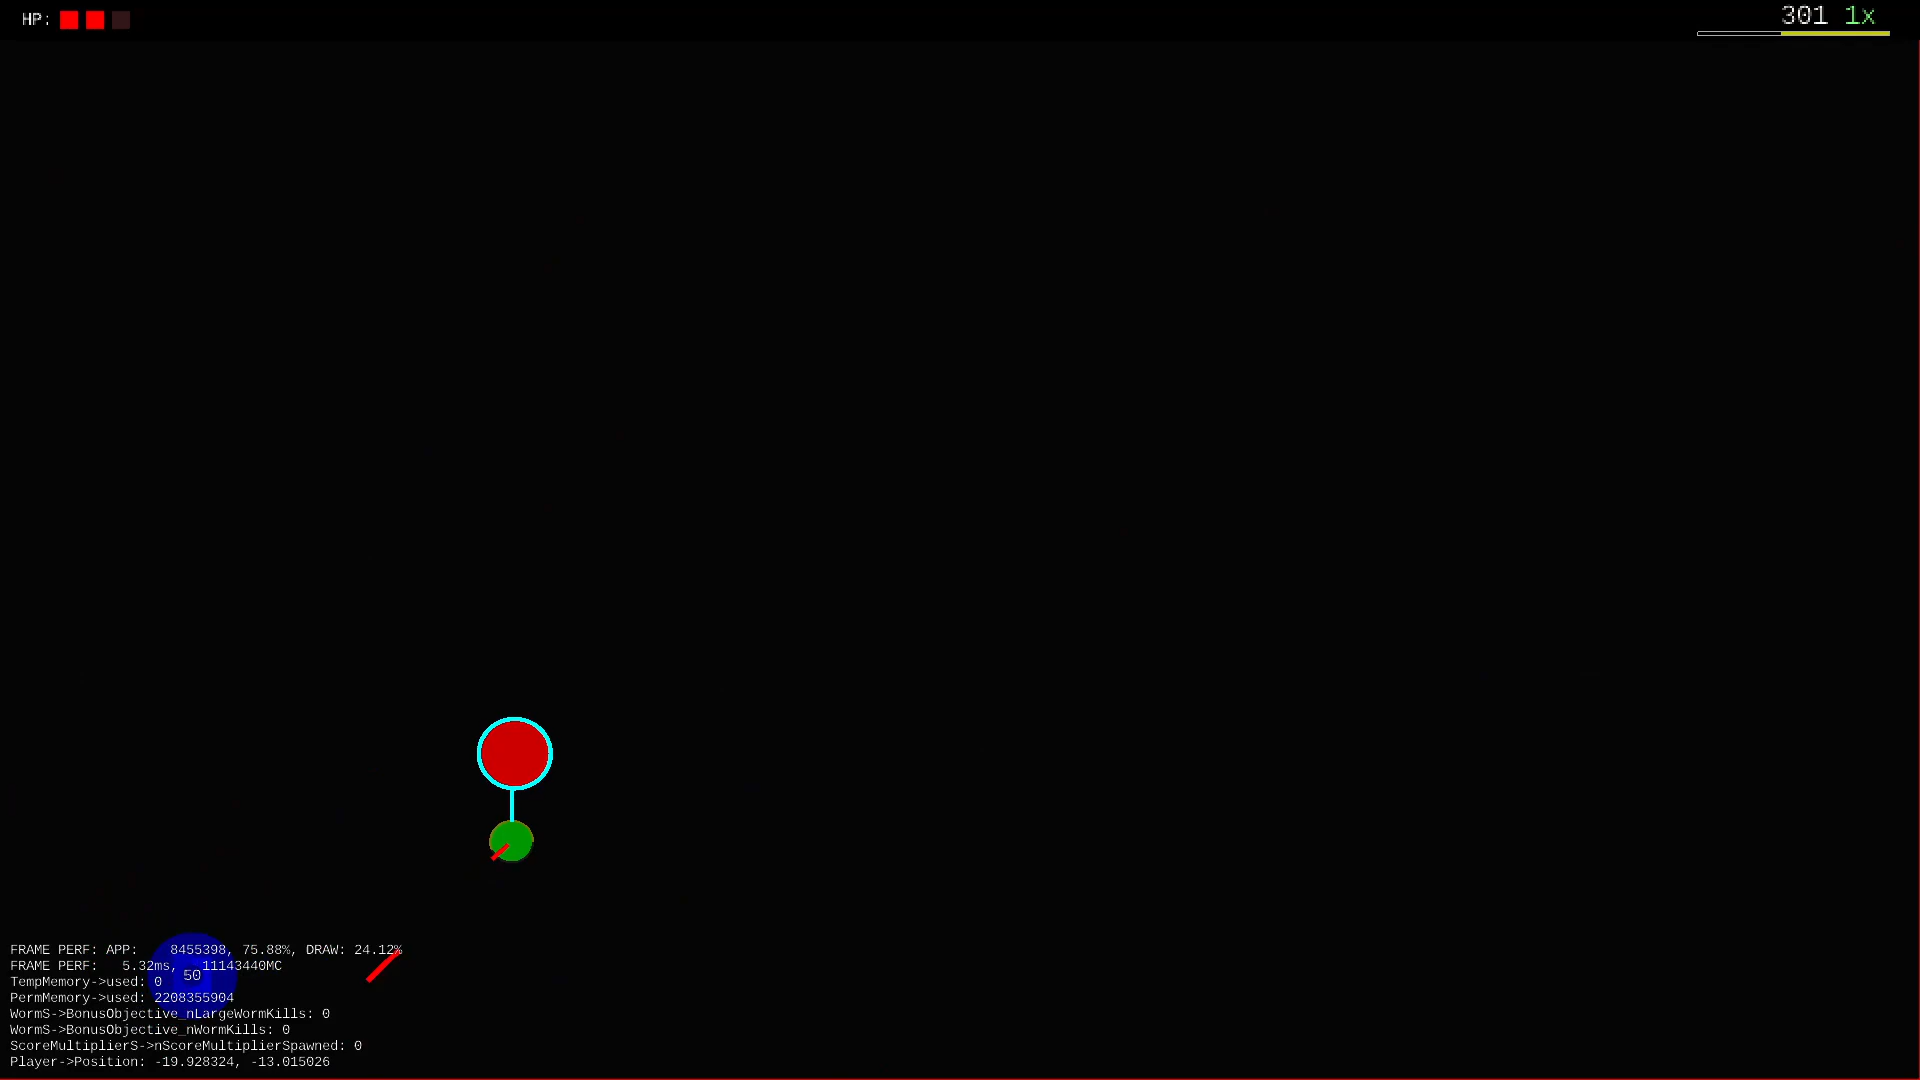 HP:
301 1x
FRAME PERF: APP: 8455398, 75.88%, DRAW: 24.12%
FRAME PERF: 5.32ms, 11143440MC
50
TempMemory->used: 0
PermMemory->used: 2208355904
WormS->BonusObjective_nLargeWormKills: 0
WormS->BonusObjective_nWormKills: 0
ScoreMultiplierS->nScoreMultiplierSpawned: 0
Player->Position: -19.928324, -13.015026